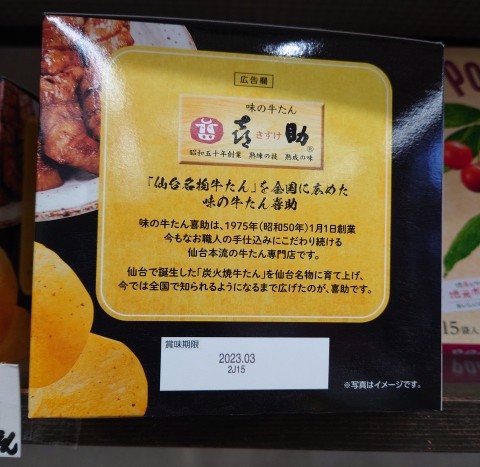 広告欄
味の牛たん
喜助
きすけ
®
昭和五十年創業 熟練の技 熟成の味
「仙台名物牛たん」を全国に広めた
味の牛たん喜助
味の牛たん喜助は、1975年(昭和50年)1月1日創業
今もなお職人の手仕込みにこだわり続ける
仙台本流の牛たん専門店です。
仙台で誕生した「炭火焼牛たん」を仙台名物に育て上げ、
今では全国で知られるようになるまで広げたのが、喜助です。
賞味期限
2023.03
2J15
※写真はイメージです。
15袋入